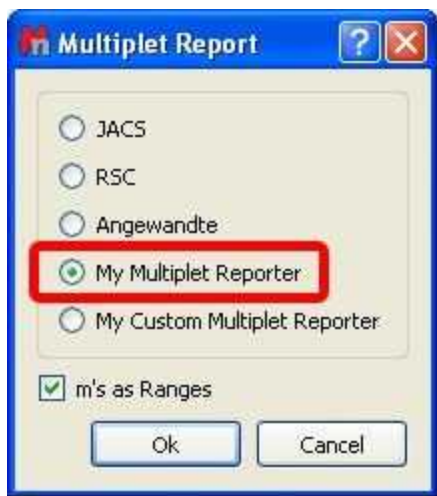 Multiplet Report
JACS
RSC
Angewandte
My Multiplet Reporter
My Custom Multiplet Reporter
m's as Ranges
Ok Cancel